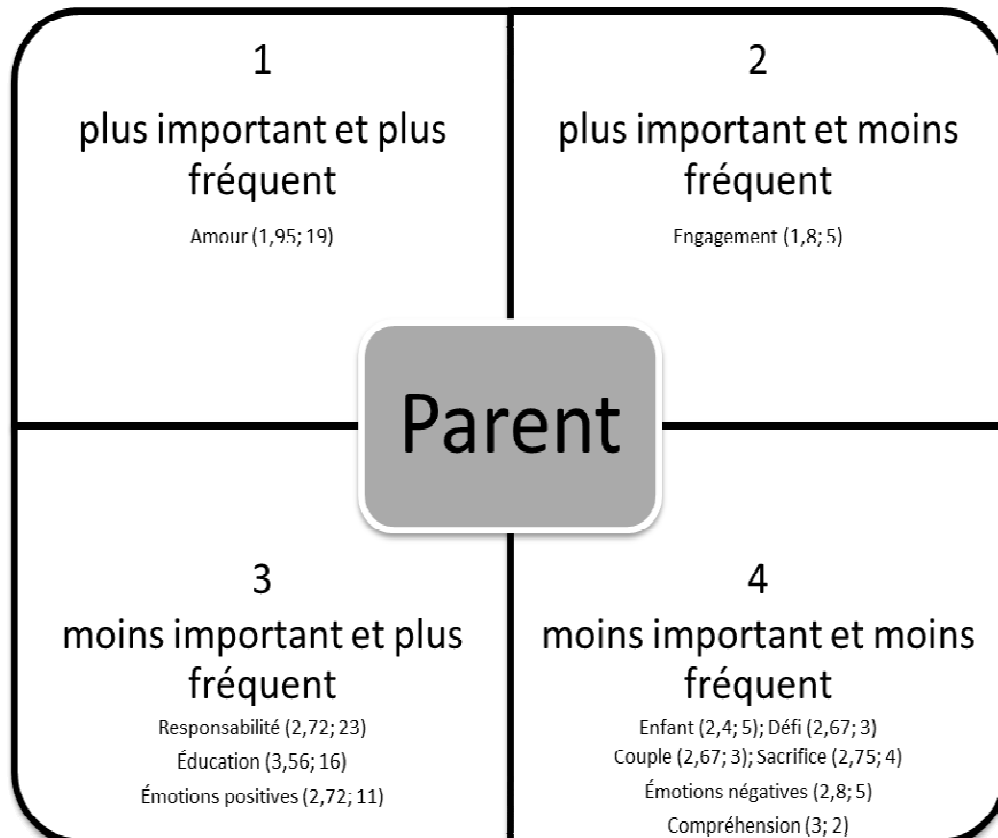 1
plus important et plus
fréquent
Amour (1,95; 19)
2
plus important et moins
fréquent
Engagement (1,8; 5)
Parent
3
moins important et plus
fréquent
Responsabilité (2,72; 23)
Éducation (3,56; 16)
Émotions positives (2,72; 11)
4
moins important et moins
fréquent
Enfant (2,4; 5); Défi (2,67; 3)
Couple (2,67; 3); Sacrifice (2,75; 4)
Émotions négatives (2,8; 5)
Compréhension (3; 2)